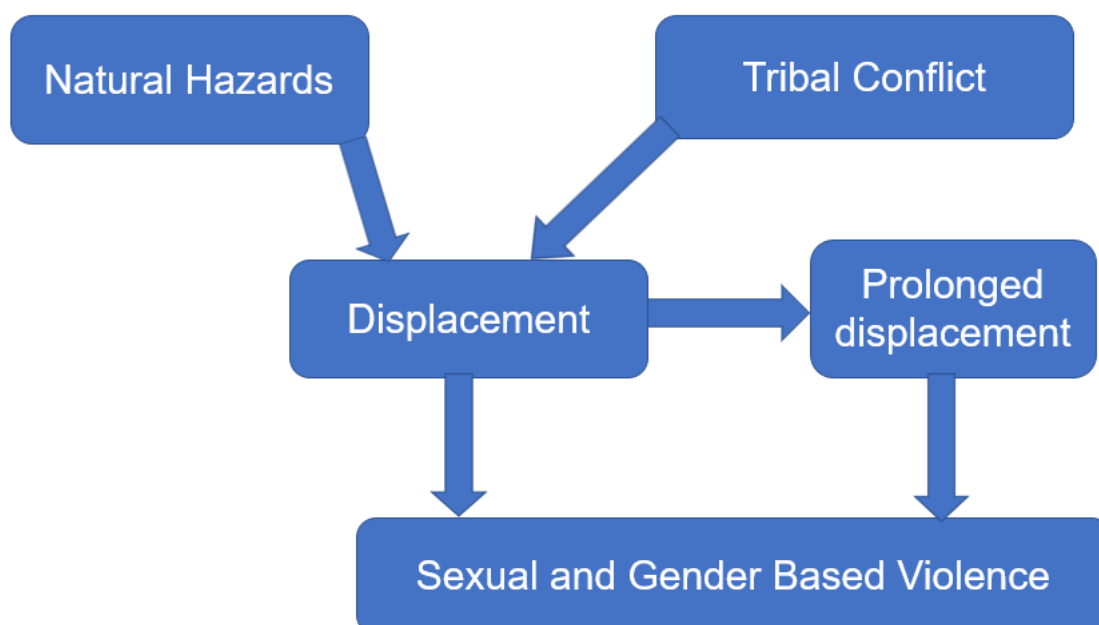 Natural Hazards
Tribal Conflict
Displacement
Prolonged
displacement
Sexual and Gender Based Violence